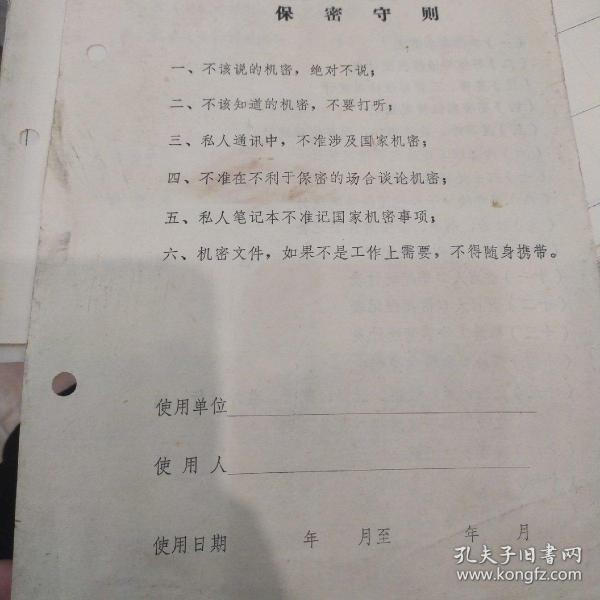 保密守则
一、不该说的机密，绝对不说；
二、不该知道的机密，不要打听；
三、私人通讯中，不准涉及国家机密；
四、不准在不利于保密的场合谈论机密；
五、私人笔记本不准记国家机密事项；
六、机密文件，如果不是工作上需要，不得随身携带。
使用单位
使用人
使用日期 年 月至 年 月
孔夫子旧书网
www.kongfz.com